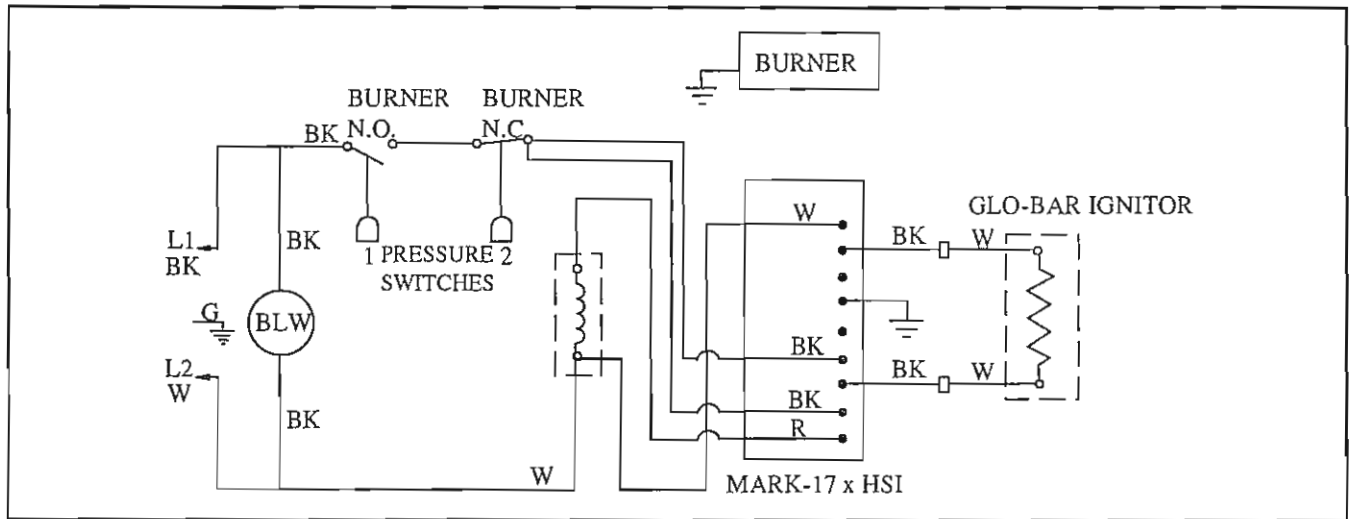 BURNER
BURNER BURNER
BK N.O. N.C.
L1
BK
BK
1 PRESSURE 2
SWITCHES
G
BLW
L2
W
BK
W
W
BK W
GLO-BAR IGNITOR
BK
BK W
BK
R
MARK-17 x HSI